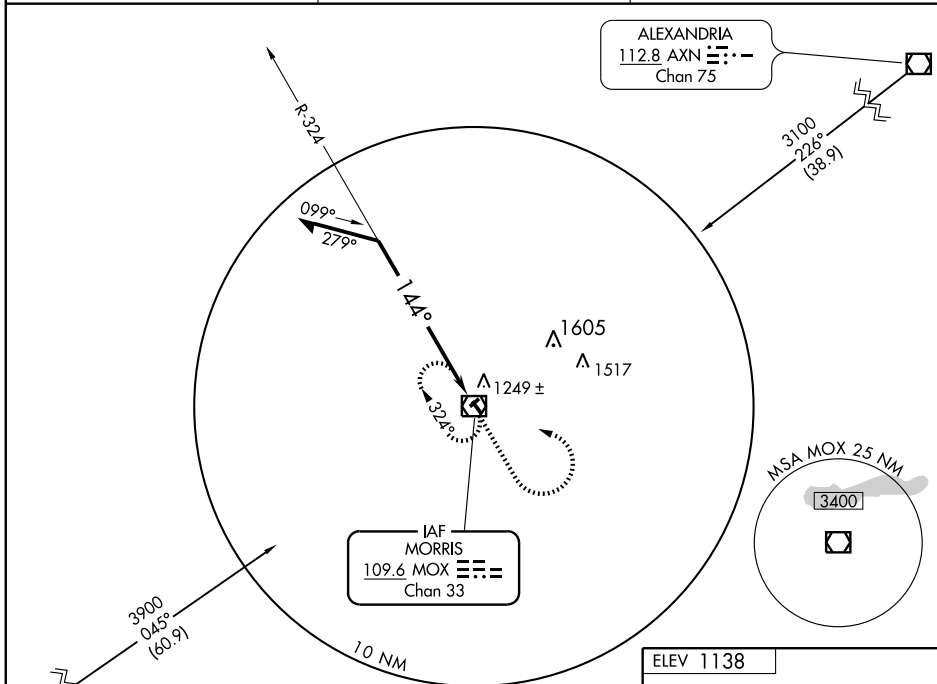 ALEXANDRIA
112.8 AXN
Chan 75
R-324
3100
226°
(38.9)
099°
279°
144°
1605
1517
1249 ±
324°
MSA MOX 25 NM
3400
IAF
MORRIS
109.6 MOX
Chan 33
3900
045°
(60.9)
10 NM
ELEV 1138